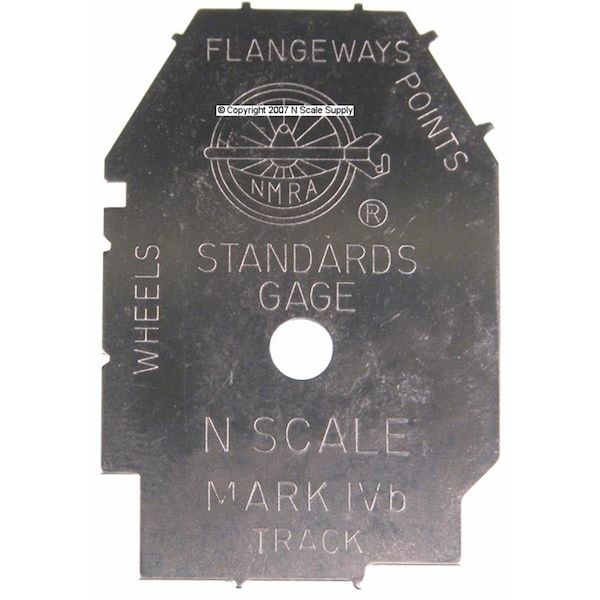 FLANGEWAYS
POINTS
© Copyright 2007 N Scale Supply
NMRA
®
STANDARDS
GAGE
WHEELS
N SCALE
MARK IVb
TRACK